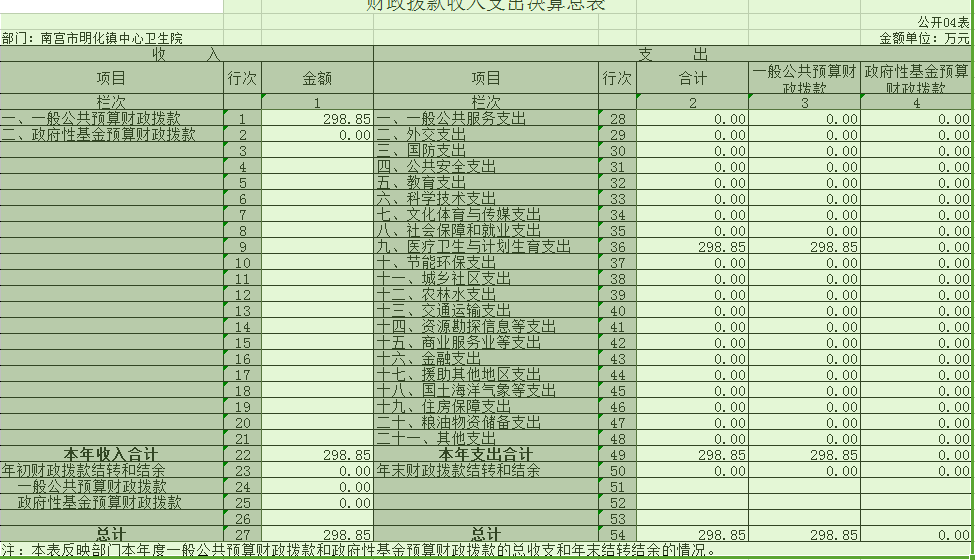 财政拨款收入支出决算总表
公开04表
部门：南宫市明化镇中心卫生院 金额单位：万元
收 入 支 出
项目 行次 金额 项目 行次 合计 一般公共预算财政拨款 政府性基金预算财政拨款
栏次 1 栏次 2 3 4
一、一般公共预算财政拨款 1 298.85 一、一般公共服务支出 28 0.00 0.00 0.00
二、政府性基金预算财政拨款 2 0.00 二、外交支出 29 0.00 0.00 0.00
3 三、国防支出 30 0.00 0.00 0.00
4 四、公共安全支出 31 0.00 0.00 0.00
5 五、教育支出 32 0.00 0.00 0.00
6 六、科学技术支出 33 0.00 0.00 0.00
7 七、文化体育与传媒支出 34 0.00 0.00 0.00
8 八、社会保障和就业支出 35 0.00 0.00 0.00
9 九、医疗卫生与计划生育支出 36 298.85 298.85 0.00
10 十、节能环保支出 37 0.00 0.00 0.00
11 十一、城乡社区支出 38 0.00 0.00 0.00
12 十二、农林水支出 39 0.00 0.00 0.00
13 十三、交通运输支出 40 0.00 0.00 0.00
14 十四、资源勘探信息等支出 41 0.00 0.00 0.00
15 十五、商业服务业等支出 42 0.00 0.00 0.00
16 十六、金融支出 43 0.00 0.00 0.00
17 十七、援助其他地区支出 44 0.00 0.00 0.00
18 十八、国土海洋气象等支出 45 0.00 0.00 0.00
19 十九、住房保障支出 46 0.00 0.00 0.00
20 二十、粮油物资储备支出 47 0.00 0.00 0.00
21 二十一、其他支出 48 0.00 0.00 0.00
本年收入合计 22 298.85 本年支出合计 49 298.85 298.85 0.00
年初财政拨款结转和结余 23 0.00 年末财政拨款结转和结余 50 0.00 0.00 0.00
一般公共预算财政拨款 24 0.00 51
政府性基金预算财政拨款 25 0.00 52
26 53
总计 27 298.85 总计 54 298.85 298.85 0.00
注：本表反映部门本年度一般公共预算财政拨款和政府性基金预算财政拨款的总收支和年末结转结余的情况。